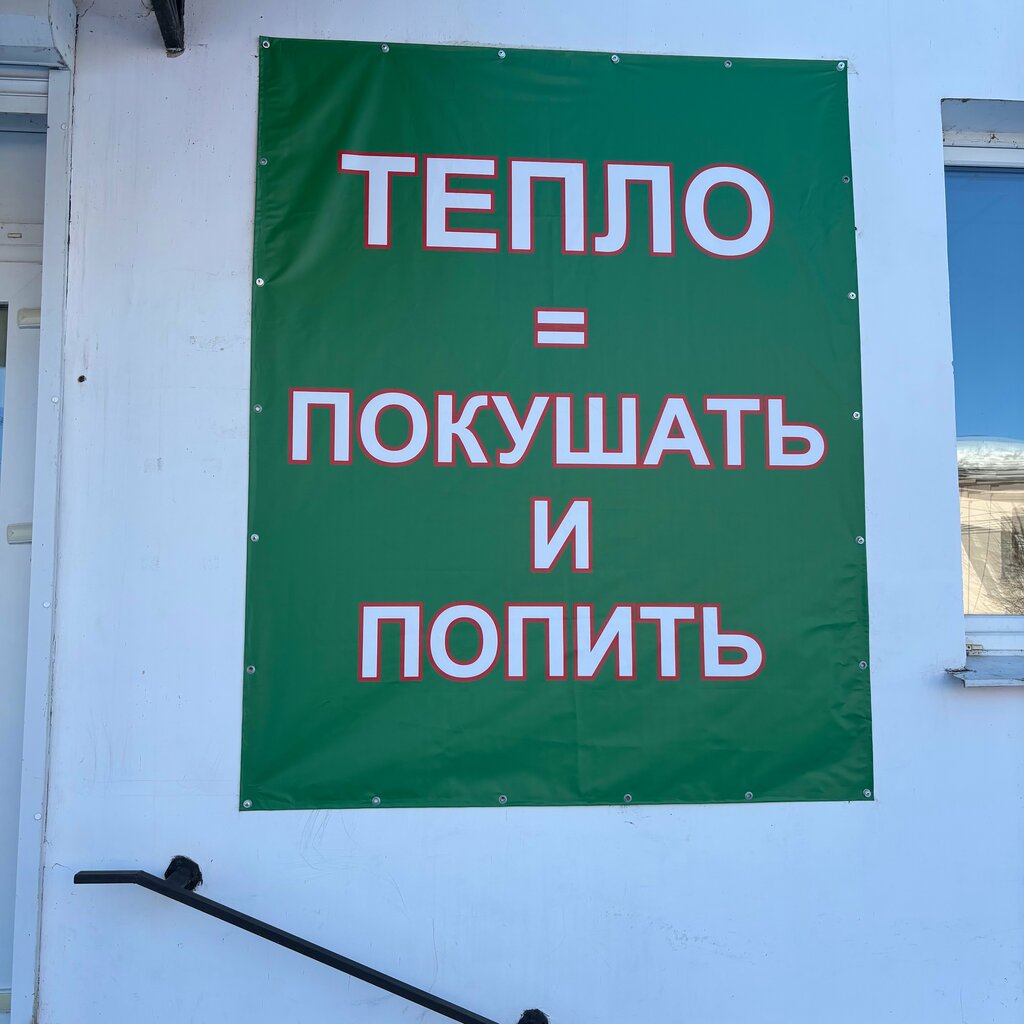 ТЕПЛО
=
ПОКУШАТЬ
И
ПОПИТЬ